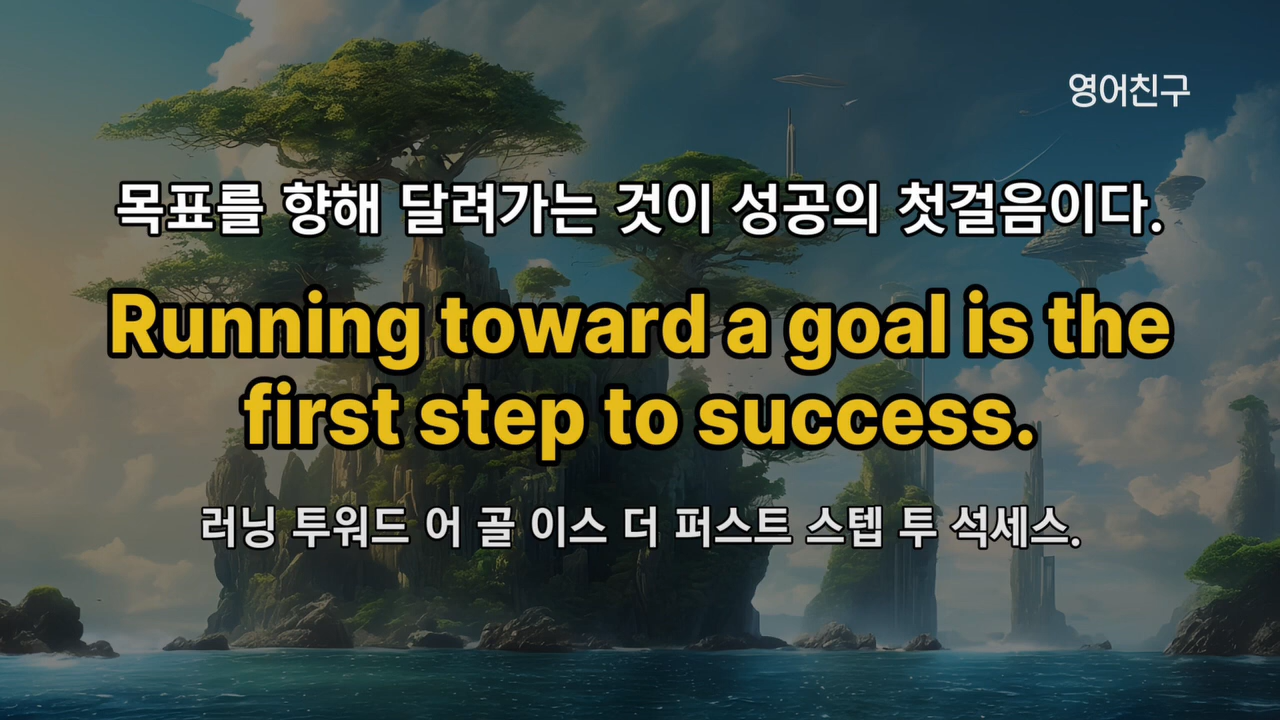 영어친구
목표를 향해 달려가는 것이 성공의 첫걸음이다.
Running toward a goal is the
first step to success.
러닝 투워드 어 골 이스 더 퍼스트 스텝 투 석세스.